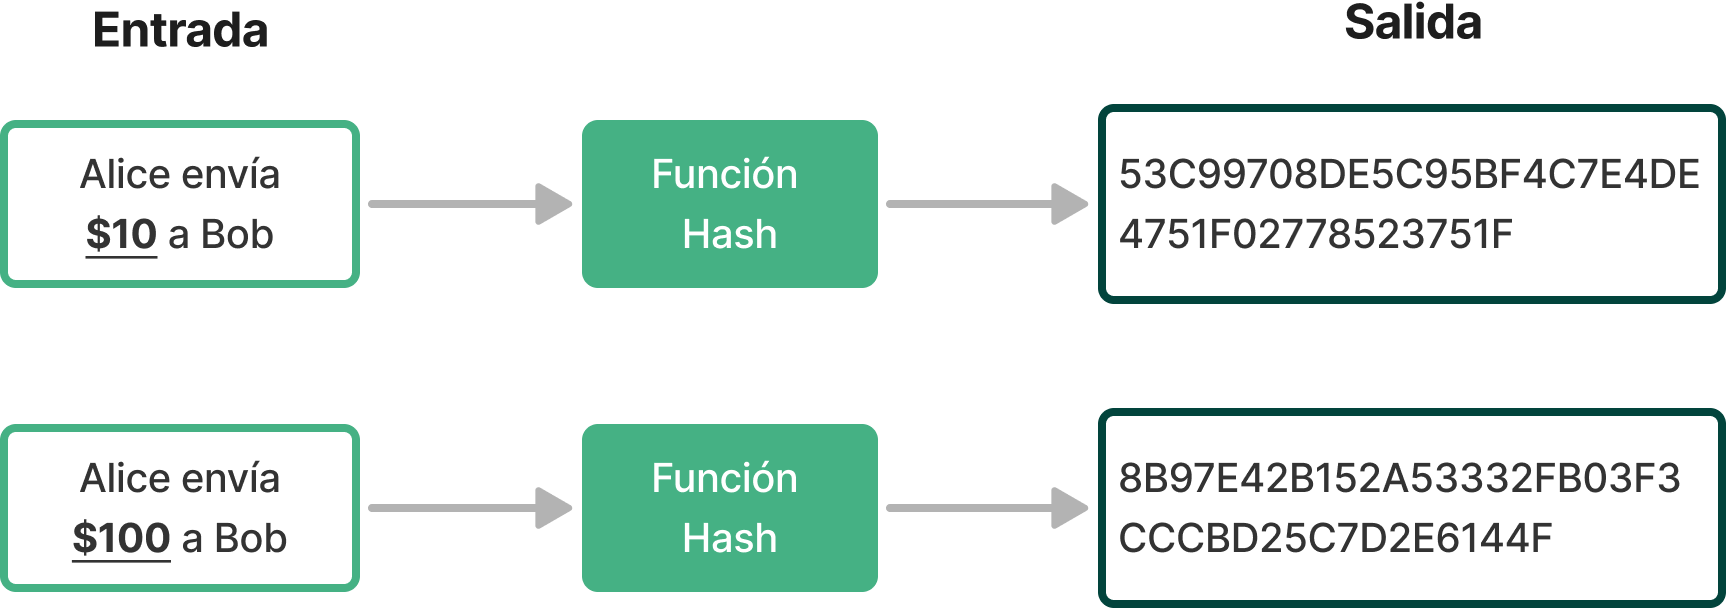 Entrada
Salida
Alice envía
$10 a Bob
Función
Hash
53C99708DE5C95BF4C7E4DE
4751F02778523751F
Alice envía
$100 a Bob
Función
Hash
8B97E42B152A53332FB03F3
CCCBD25C7D2E6144F